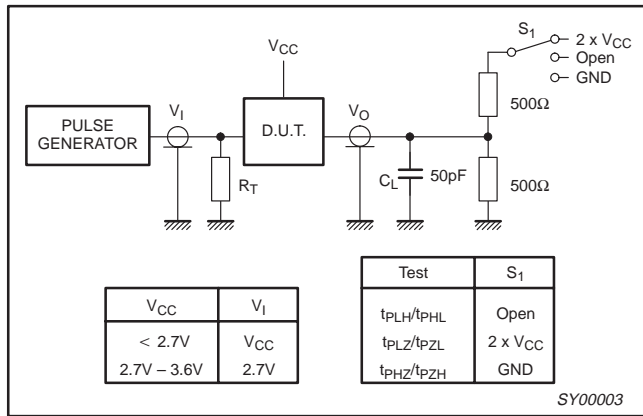 S1
2 x VCC
Open
GND
VCC
500Ω
PULSE
GENERATOR
VI
D.U.T.
VO
RT
CL
50pF
500Ω
VCC VI
< 2.7V VCC
2.7V – 3.6V 2.7V
Test S1
tPLH/tPHL Open
tPLZ/tPZL 2 x VCC
tPHZ/tPZH GND
SY00003